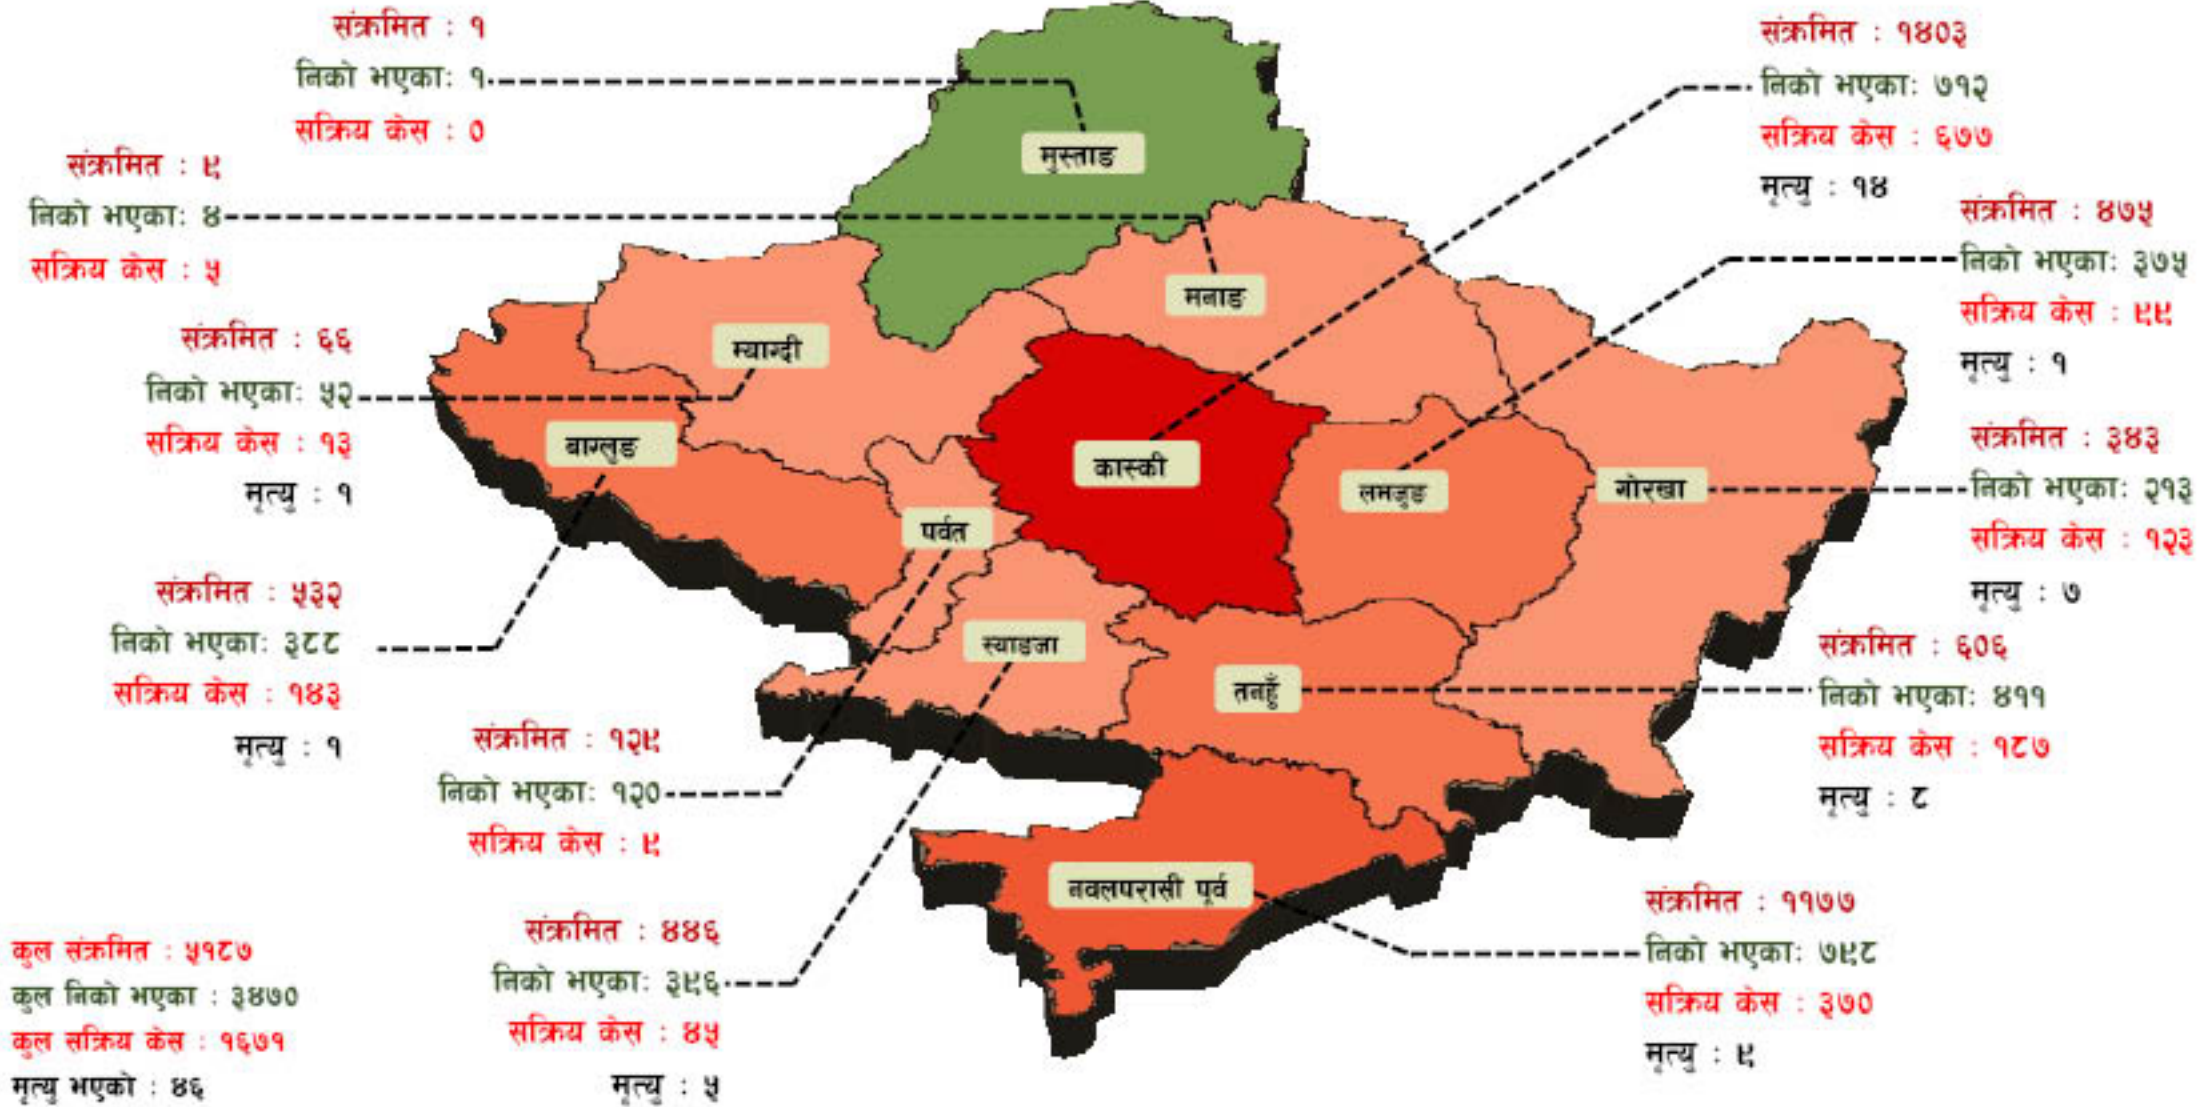 संक्रमित : १
निको भएका: १
सक्रिय केस : 0
मुस्ताङ
संक्रमित : ९
निको भएका: ४
सक्रिय केस : ५
मनाङ
संक्रमित : ६६
निको भएका: ५२
सक्रिय केस : १३
मृत्यु : १
म्याग्दी
संक्रमित : ५३२
निको भएका: ३८८
सक्रिय केस : १४३
मृत्यु : १
बाग्लुङ
संक्रमित : १२९
निको भएका: १२०
सक्रिय केस : ९
पर्वत
संक्रमित : ४४६
निको भएका: ३९६
सक्रिय केस : ४५
मृत्यु : ५
स्याङजा
संक्रमित : १४०३
निको भएका: ७१२
सक्रिय केस : ६७७
मृत्यु : १४
कास्की
संक्रमित : ४७५
निको भएका: ३७५
सक्रिय केस : ९९
मृत्यु : १
लमजुङ
संक्रमित : ३४३
निको भएका: २१३
सक्रिय केस : १२३
मृत्यु : ७
गोरखा
संक्रमित : ६०६
निको भएका: ४११
सक्रिय केस : १८७
मृत्यु : ८
तनहुँ
संक्रमित : ११७७
निको भएका: ७९८
सक्रिय केस : ३७०
मृत्यु : ९
नवलपरासी पूर्व
कुल संक्रमित : ५१८७
कुल निको भएका : ३४७०
कुल सक्रिय केस : १६७१
मृत्यु भएको : ४६